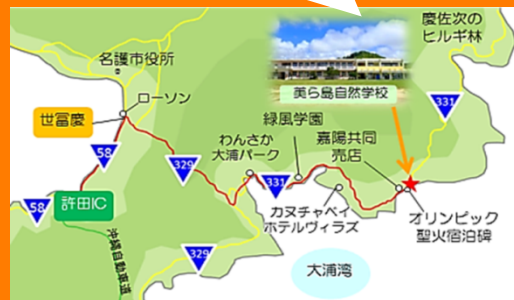 慶佐次の
ヒルギ林
名護市役所
美ら島自然学校
331
ローソン
世冨慶
緑風学園
わんさか
大浦パーク
嘉陽共同
売店
58
329
331
許田IC
58
カヌチャベイ
ホテルヴィラズ
オリンピック
聖火宿泊碑
沖縄自動車道
329
大浦湾